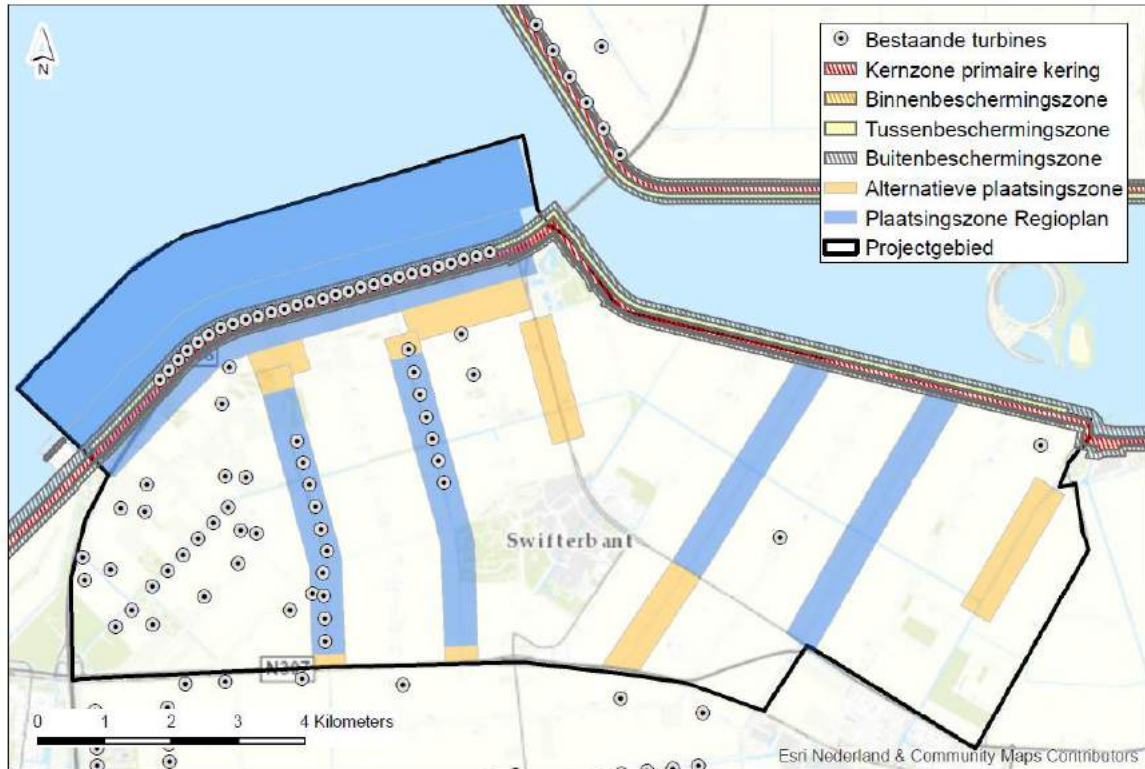 N
Bestaande turbines
Kernzone primaire kering
Binnenbeschermingszone
Tussenbeschermingszone
Buitenbeschermingszone
Alternatieve plaatsingszone
Plaatsingszone Regioplan
Projectgebied
Swifterbant
N307
0 1 2 3 4 Kilometers
Esri Nederland & Community Maps Contributors